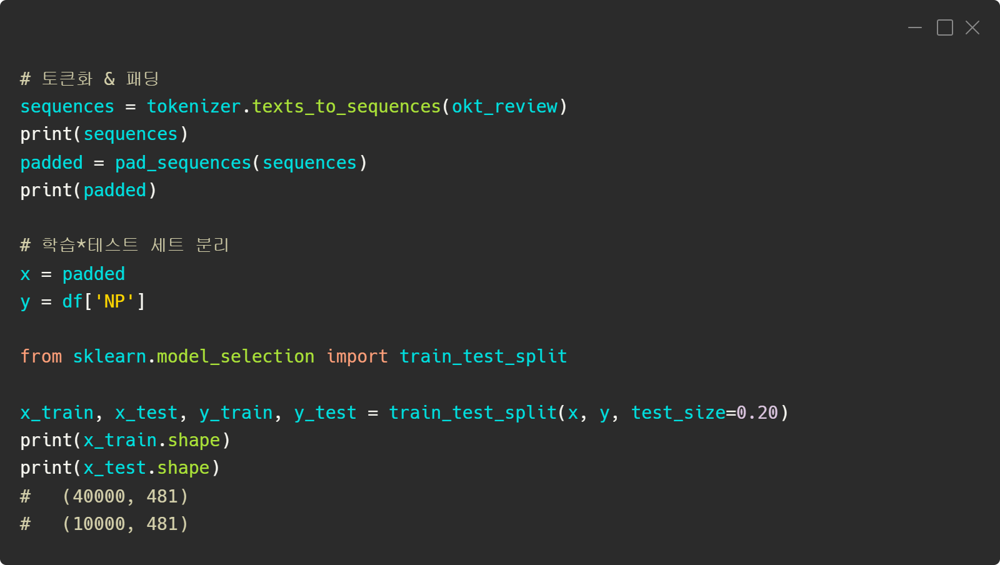 # 토큰화 & 패딩
sequences = tokenizer.texts_to_sequences(okt_review)
print(sequences)
padded = pad_sequences(sequences)
print(padded)
# 학습*테스트 세트 분리
x = padded
y = df['NP']
from sklearn.model_selection import train_test_split
x_train, x_test, y_train, y_test = train_test_split(x, y, test_size=0.20)
print(x_train.shape)
print(x_test.shape)
#   (40000, 481)
#   (10000, 481)